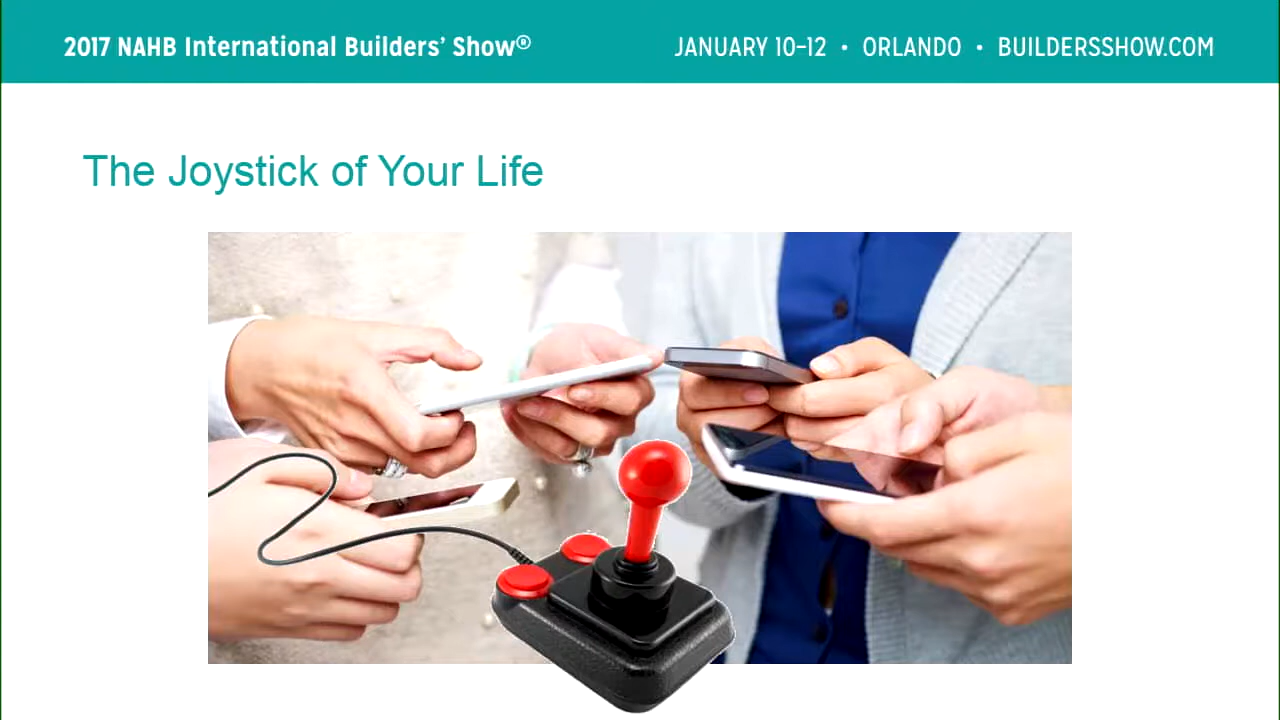 2017 NAHB International Builders’ Show®
JANUARY 10–12 • ORLANDO • BUILDERSSHOW.COM
The Joystick of Your Life